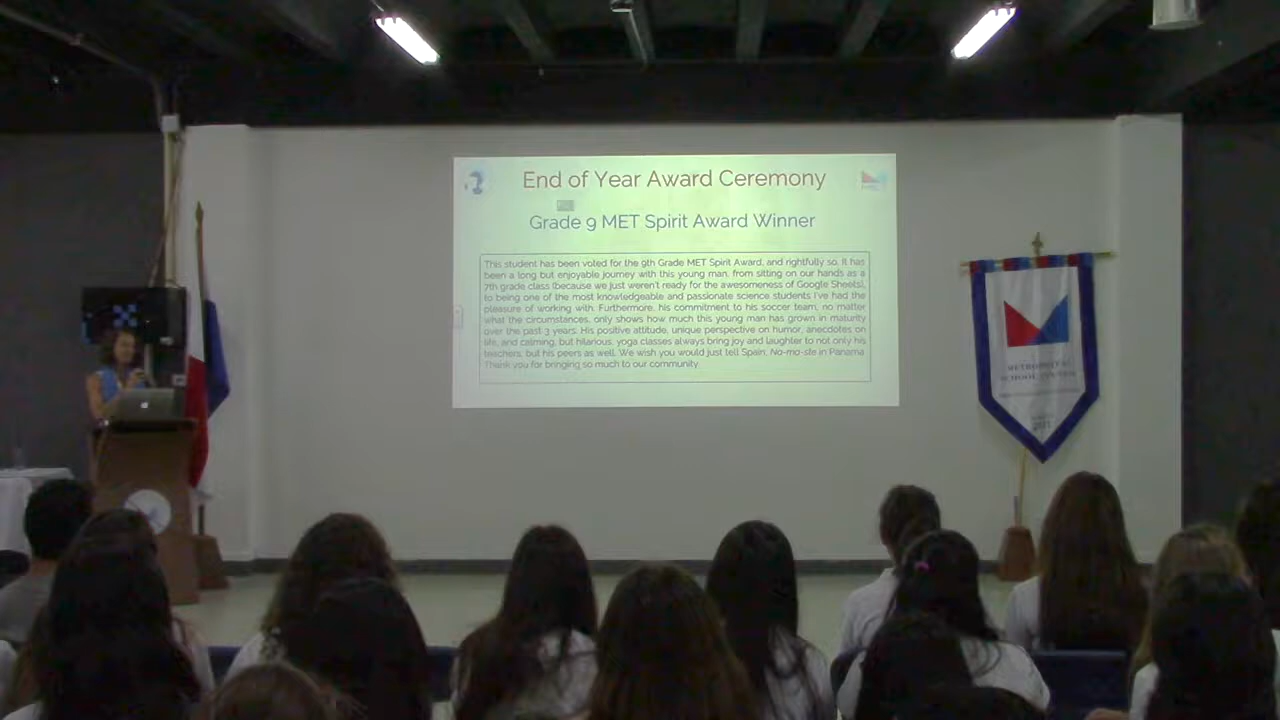 End of Year Award Ceremony
Grade 9 MET Spirit Award Winner
This student has been voted for the 9th Grade MET Spirit Award, and rightfully so. It has
been a long but enjoyable journey with this young man, from sitting on our hands as a
7th grade class (because we just weren't ready for the awesomeness of Google Sheets),
to being one of the most knowledgeable and passionate science students I've had the
pleasure of working with. Furthermore, his commitment to his soccer team, no matter
what the circumstances, only shows how much this young man has grown in maturity
over the past 3 years. His positive attitude, unique perspective on humor, anecdotes on
life, and calming, but hilarious, yoga classes always bring joy and laughter to not only his
teachers, but his peers as well. We wish you would just tell Spain, Na-ma-ste in Panama.
Thank you for bringing so much to our community.
METROPOLITAN
SCHOOL